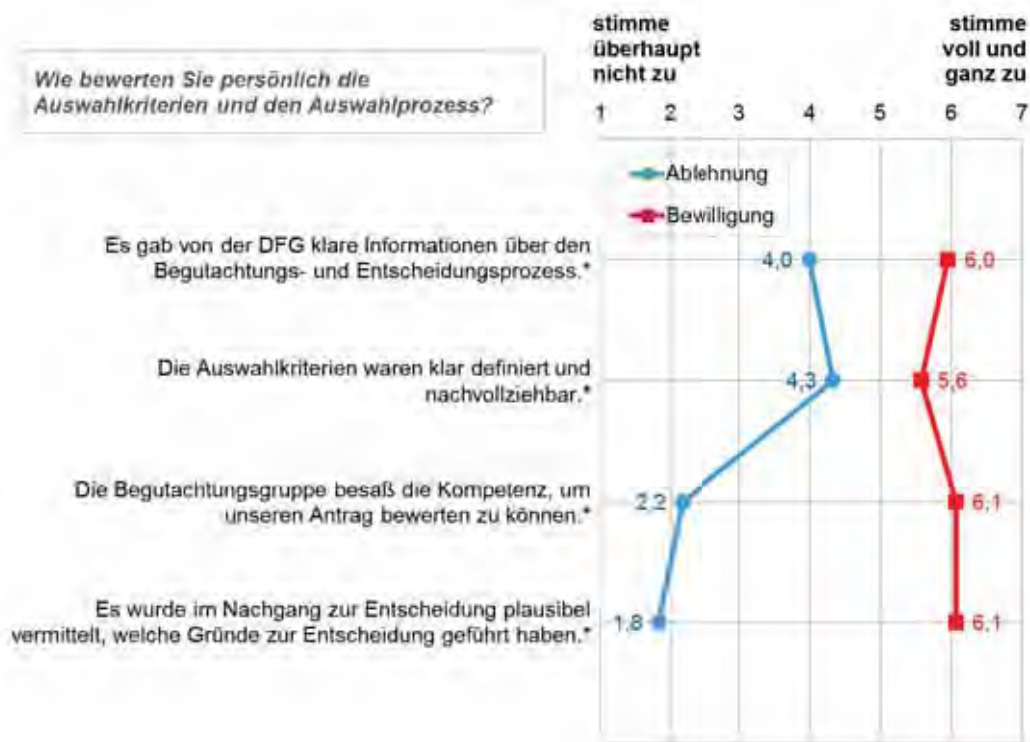 stimme
überhaupt
nicht zu
stimme
voll und
ganz zu
Wie bewerten Sie persönlich die
Auswahlkriterien und den Auswahlprozess?
1 2 3 4 5 6 7
Ablehnung
Bewilligung
Es gab von der DFG klare Informationen über den
Begutachtungs- und Entscheidungsprozess.*
4,0
6,0
Die Auswahlkriterien waren klar definiert und
nachvollziehbar.*
4,3
5,6
Die Begutachtungsgruppe besaß die Kompetenz, um
unseren Antrag bewerten zu können.*
2,2
6,1
Es wurde im Nachgang zur Entscheidung plausibel
vermittelt, welche Gründe zur Entscheidung geführt haben.*
1,8
6,1